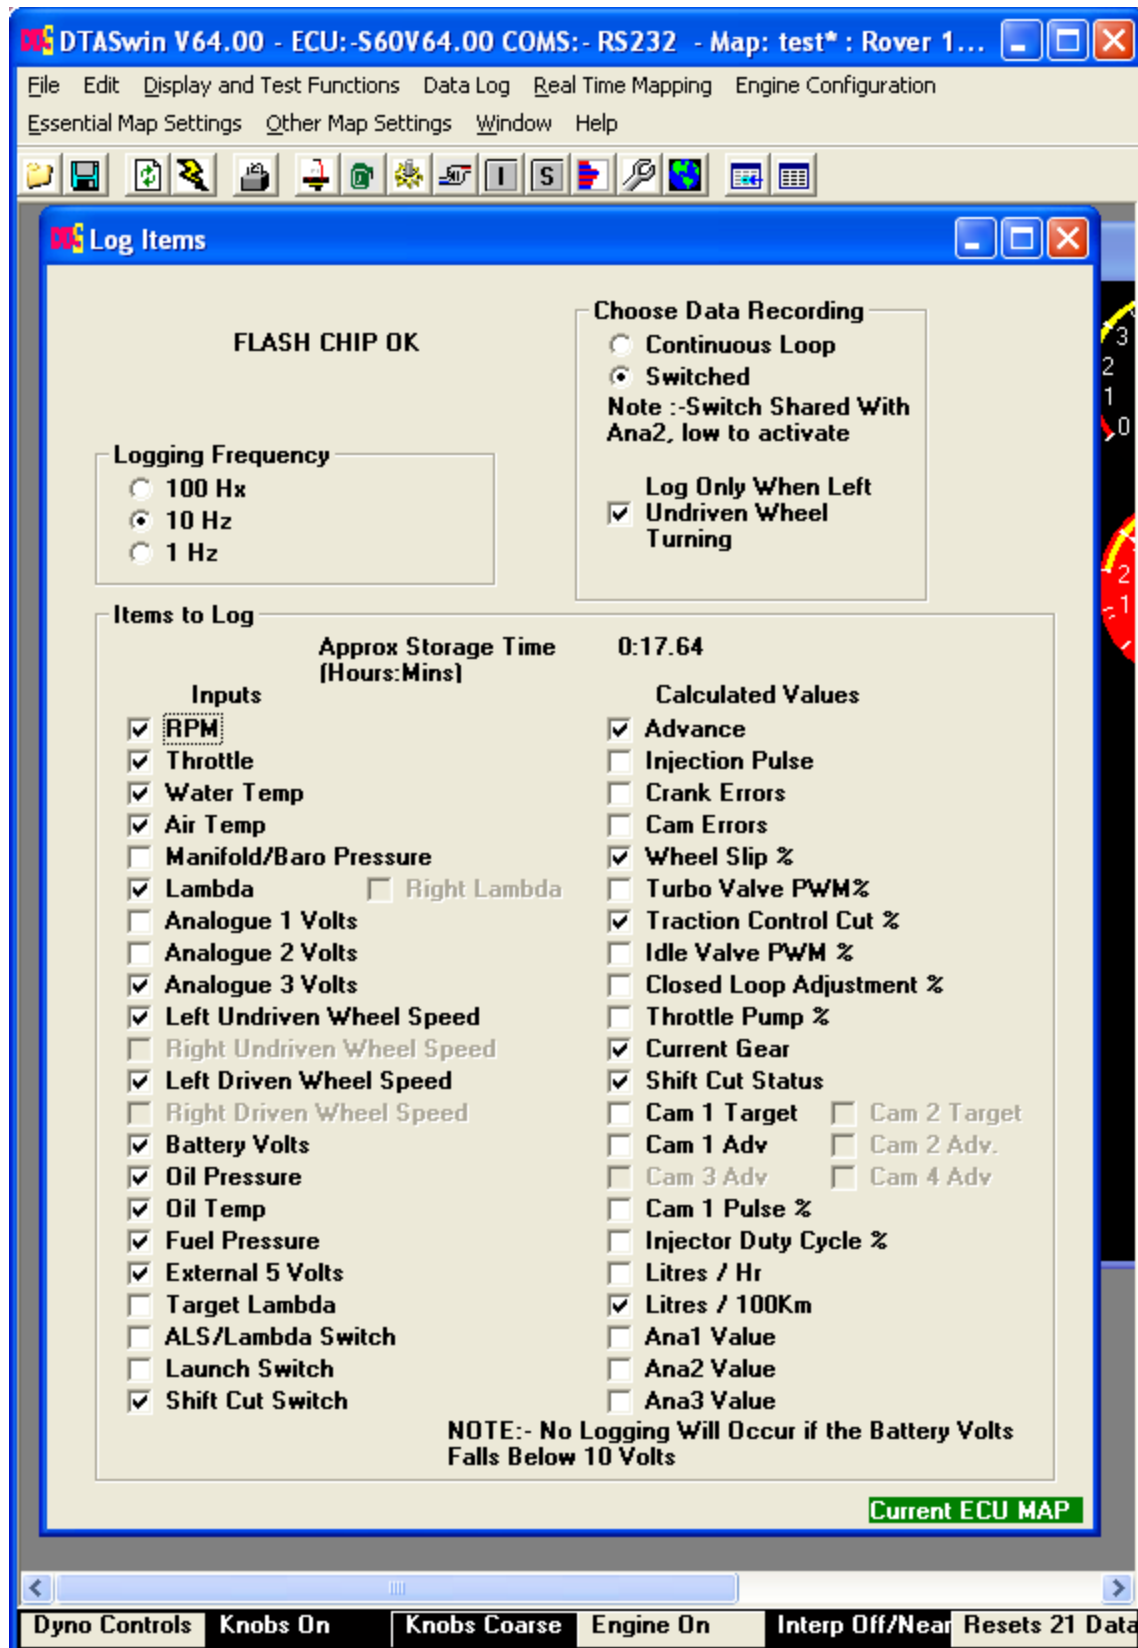 DTASwin V64.00 - ECU:-S60V64.00 COMS:- RS232 - Map: test* : Rover 1...
File Edit Display and Test Functions Data Log Real Time Mapping Engine Configuration
Essential Map Settings Other Map Settings Window Help
I S
Log Items
FLASH CHIP OK
Choose Data Recording
Continuous Loop
Switched
Note :-Switch Shared With
Ana2, low to activate
Log Only When Left
Undriven Wheel
Turning
Logging Frequency
100 Hx
10 Hz
1 Hz
3
2
1
0
2
1
Items to Log
Approx Storage Time 0:17.64
(Hours:Mins)
Inputs Calculated Values
RPM Advance
Throttle Injection Pulse
Water Temp Crank Errors
Air Temp Cam Errors
Manifold/Baro Pressure Wheel Slip %
Lambda Right Lambda Turbo Valve PWM%
Analogue 1 Volts Traction Control Cut %
Analogue 2 Volts Idle Valve PWM %
Analogue 3 Volts Closed Loop Adjustment %
Left Undriven Wheel Speed Throttle Pump %
Right Undriven Wheel Speed Current Gear
Left Driven Wheel Speed Shift Cut Status
Right Driven Wheel Speed Cam 1 Target Cam 2 Target
Battery Volts Cam 1 Adv Cam 2 Adv.
Oil Pressure Cam 3 Adv Cam 4 Adv
Oil Temp Cam 1 Pulse %
Fuel Pressure Injector Duty Cycle %
External 5 Volts Litres / Hr
Target Lambda Litres / 100Km
ALS/Lambda Switch Ana1 Value
Launch Switch Ana2 Value
Shift Cut Switch Ana3 Value
NOTE:- No Logging Will Occur if the Battery Volts
Falls Below 10 Volts
Current ECU MAP
Dyno Controls Knobs On Knobs Coarse Engine On Interp Off/Near Resets 21 Data